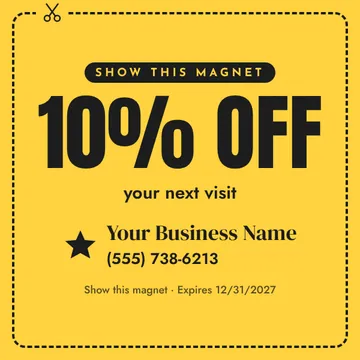 SHOW THIS MAGNET
10% OFF
your next visit
Your Business Name
(555) 738-6213
Show this magnet · Expires 12/31/2027